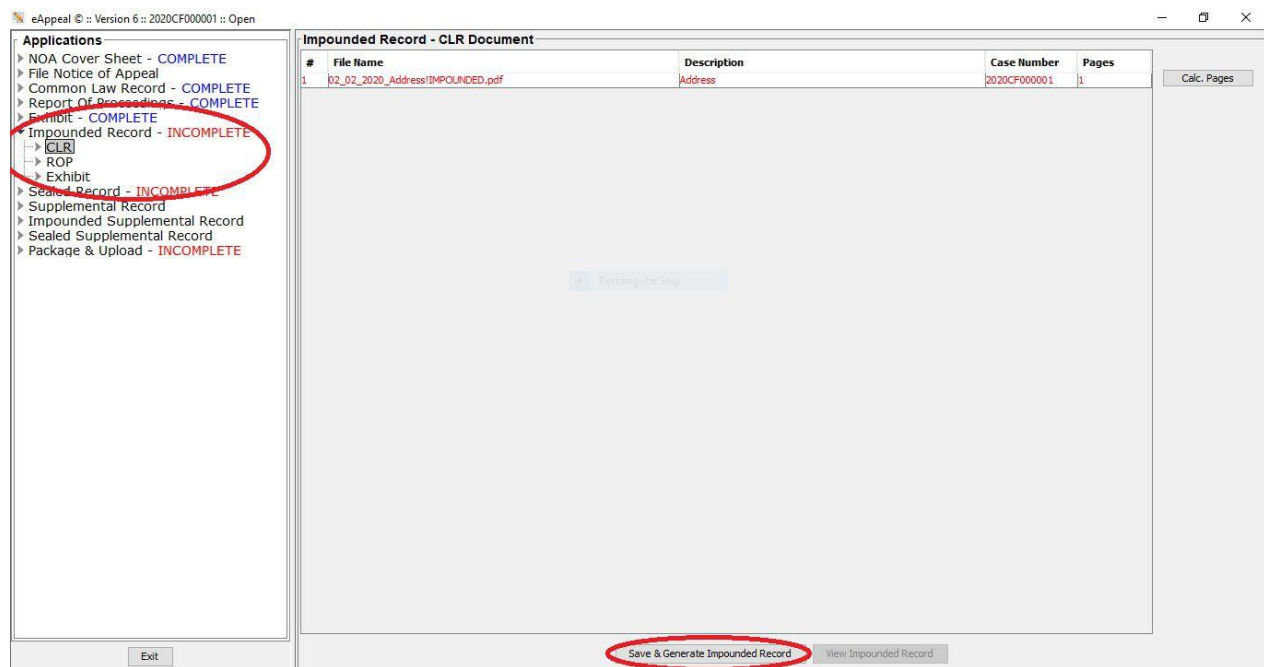 eAppeal © :: Version 6 :: 2020CF000001 :: Open
Applications
NOA Cover Sheet - COMPLETE
File Notice of Appeal
Common Law Record - COMPLETE
Report Of Proceedings - COMPLETE
Exhibit - COMPLETE
Impounded Record - INCOMPLETE
CLR
ROP
Exhibit
Sealed Record - INCOMPLETE
Supplemental Record
Impounded Supplemental Record
Sealed Supplemental Record
Package & Upload - INCOMPLETE
Exit
Impounded Record - CLR Document
# File Name Description Case Number Pages
1 02_02_2020_Address!IMPOUNDED.pdf Address 2020CF000001 1
Calc. Pages
Rectangular Snip
Save & Generate Impounded Record View Impounded Record